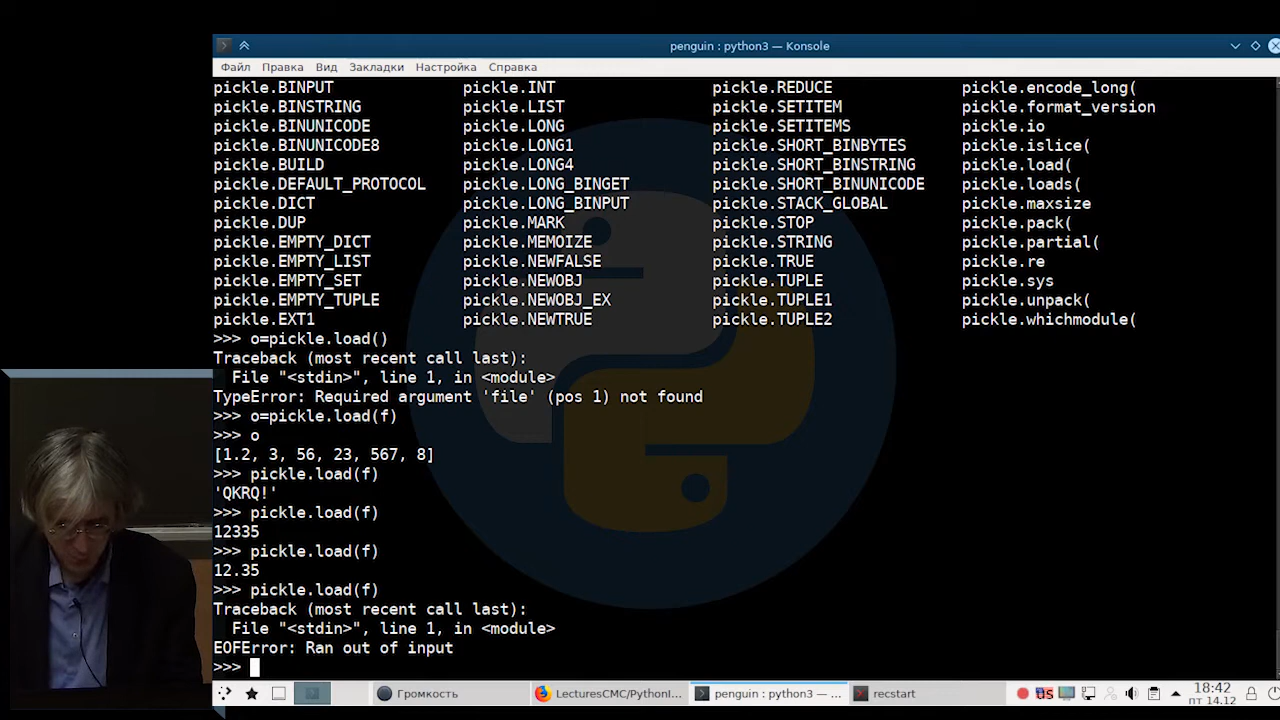 penguin : python3 — Konsole
Файл Правка Вид Закладки Настройка Справка
pickle.BINPUT pickle.INT pickle.REDUCE pickle.encode_long(
pickle.BINSTRING pickle.LIST pickle.SETITEM pickle.format_version
pickle.BINUNICODE pickle.LONG pickle.SETITEMS pickle.io
pickle.BINUNICODE8 pickle.LONG1 pickle.SHORT_BINBYTES pickle.islice(
pickle.BUILD pickle.LONG4 pickle.SHORT_BINSTRING pickle.load(
pickle.DEFAULT_PROTOCOL pickle.LONG_BINGET pickle.SHORT_BINUNICODE pickle.loads(
pickle.DICT pickle.LONG_BINPUT pickle.STACK_GLOBAL pickle.maxsize
pickle.DUP pickle.MARK pickle.STOP pickle.pack(
pickle.EMPTY_DICT pickle.MEMOIZE pickle.STRING pickle.partial(
pickle.EMPTY_LIST pickle.NEWFALSE pickle.TRUE pickle.re
pickle.EMPTY_SET pickle.NEWOBJ pickle.TUPLE pickle.sys
pickle.EMPTY_TUPLE pickle.NEWOBJ_EX pickle.TUPLE1 pickle.unpack(
pickle.EXT1 pickle.NEWTRUE pickle.TUPLE2 pickle.whichmodule(
>>> o=pickle.load()
Traceback (most recent call last):
  File "<stdin>", line 1, in <module>
TypeError: Required argument 'file' (pos 1) not found
>>> o=pickle.load(f)
>>> o
[1.2, 3, 56, 23, 567, 8]
>>> pickle.load(f)
'QKRQ!'
>>> pickle.load(f)
12335
>>> pickle.load(f)
12.35
>>> pickle.load(f)
Traceback (most recent call last):
  File "<stdin>", line 1, in <module>
EOFError: Ran out of input
>>>
Громкость LecturesCMC/PythonI... penguin : python3 — ... recstart us 18:42
пт 14.12